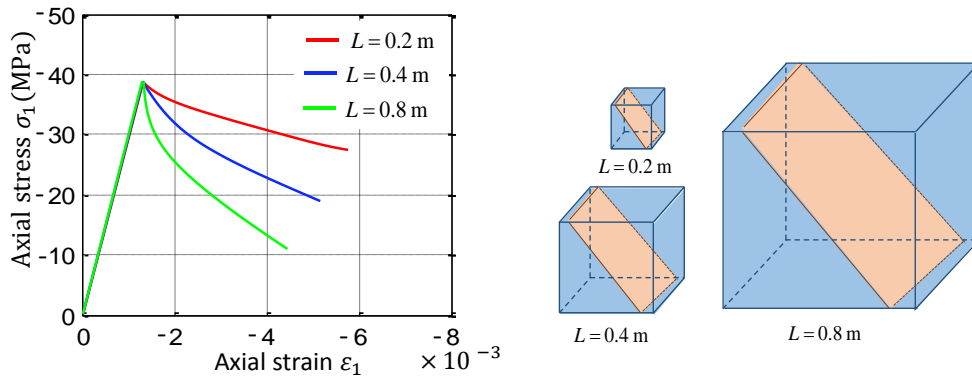 Axial stress σ₁ (MPa)
-50
-40
-30
-20
-10
0
0
-2
-4
-6
-8
Axial strain ε₁
× 10⁻³
L = 0.2 m
L = 0.4 m
L = 0.8 m
L = 0.2 m
L = 0.4 m
L = 0.8 m